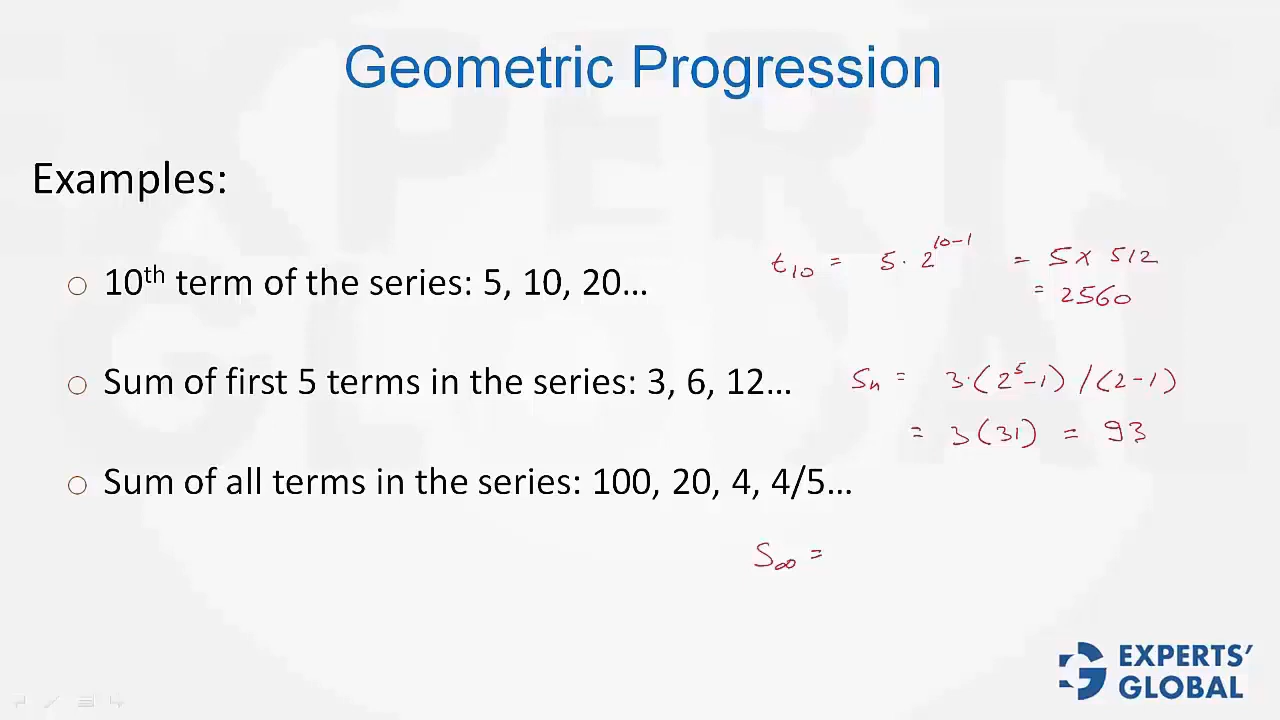 Geometric Progression
Examples:
10th term of the series: 5, 10, 20…
t10 = 5 · 2^10-1 = 5 × 512
= 2560
Sum of first 5 terms in the series: 3, 6, 12…
Sn = 3·(2^5-1) /(2-1)
= 3(31) = 93
Sum of all terms in the series: 100, 20, 4, 4/5…
S∞ =
EXPERTS’
GLOBAL